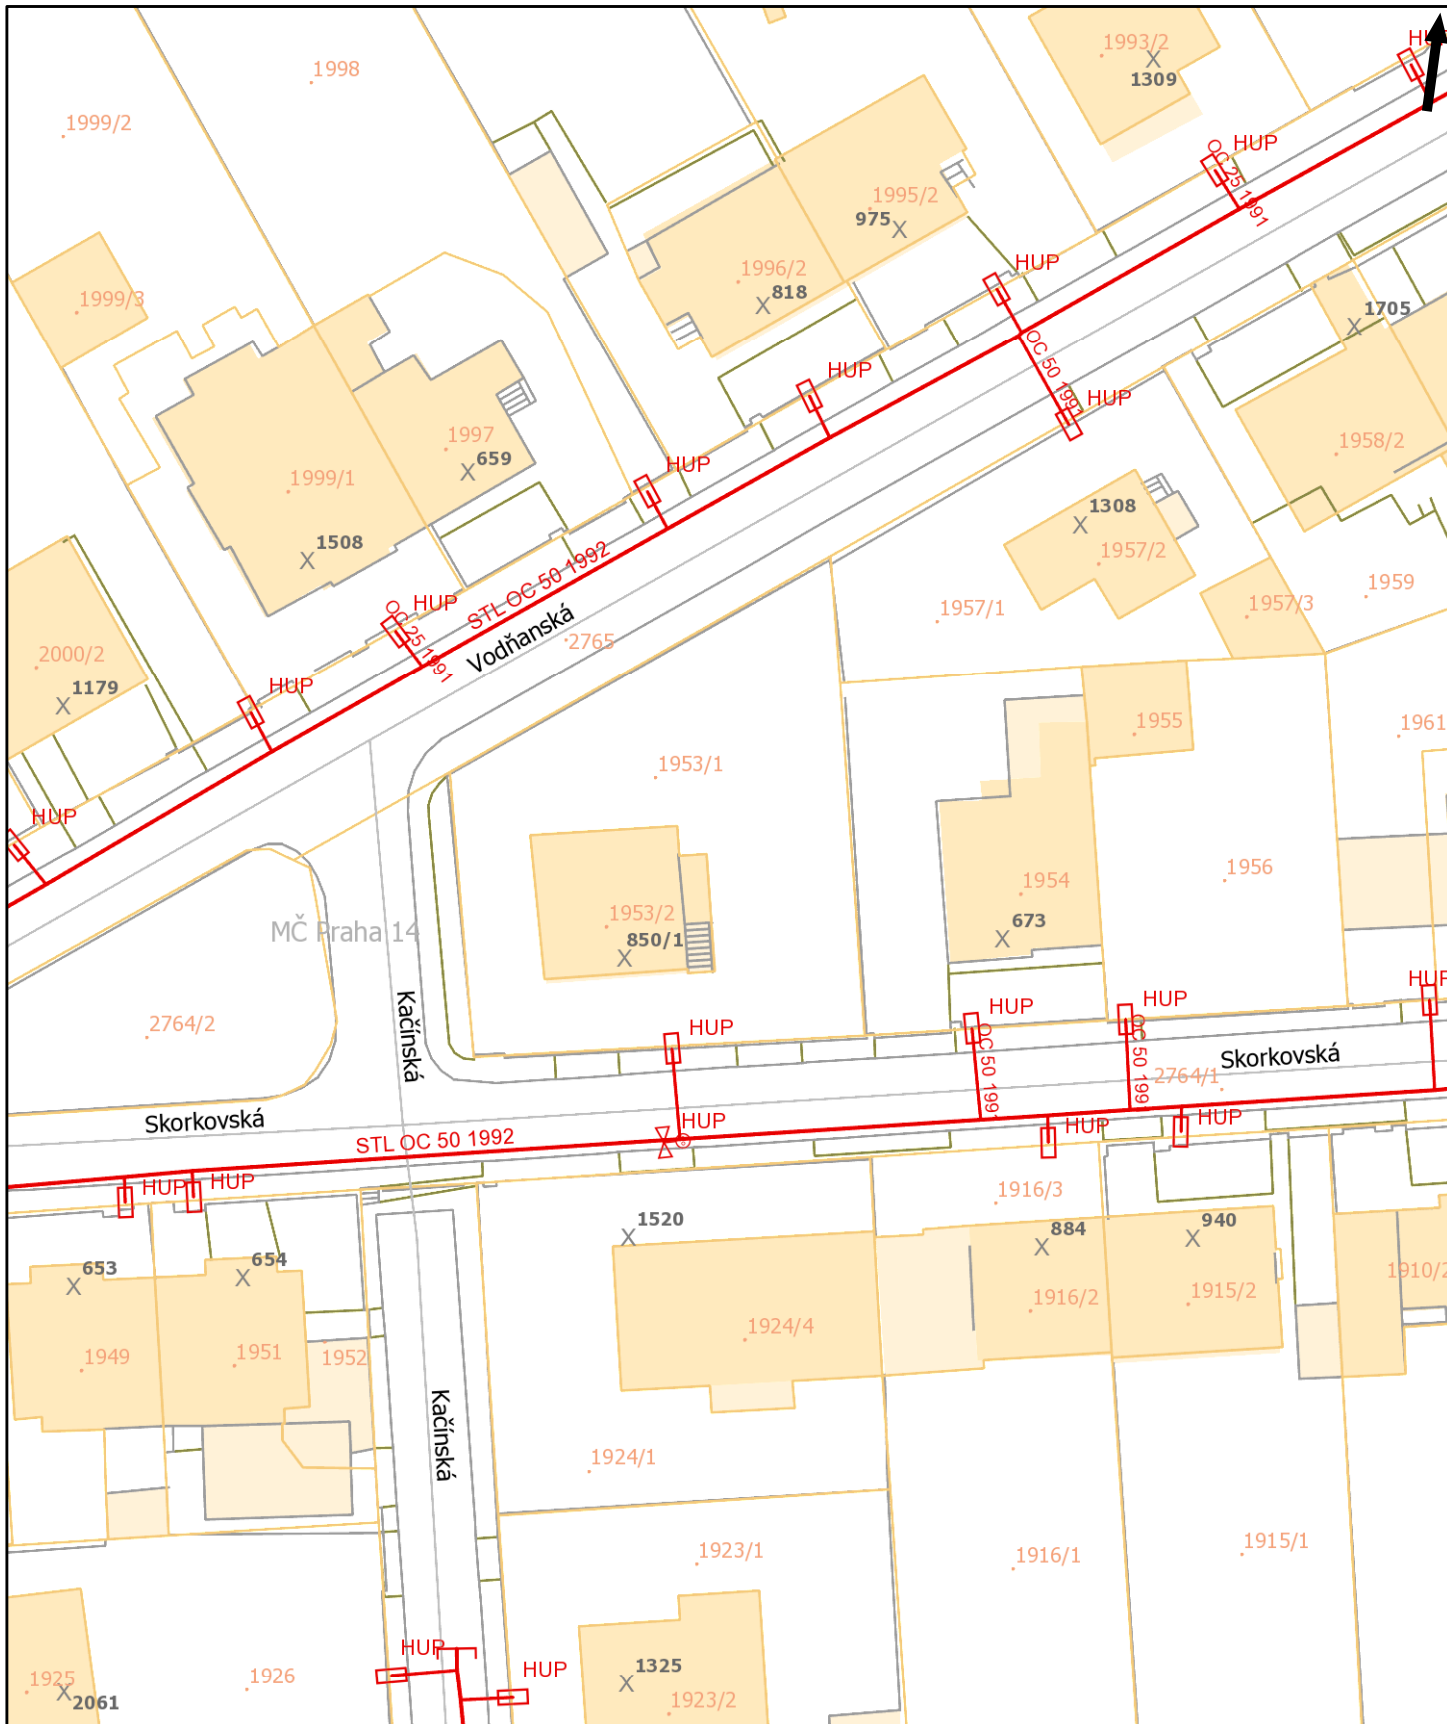 HUP
1993/2
1309
1998
1999/2
HUP
OC 25 1991
1995/2
975
HUP
1996/2
818
1999/3
1705
OC 50 1991
HUP
HUP
1958/2
1997
659
HUP
1999/1
1308
1508
1957/2
STL OC 50 1992
1959
HUP
OC 25 1991
1957/1
1957/3
Vodňanská
2765
2000/2
1179
HUP
1955
1961
1953/1
HUP
1956
1954
1953/2
673
MČ Praha 14
850/1
HUP
HUP
HUP
HUP
2764/2
Kačínská
OC 50 1991
OC 50 1991
Skorkovská
2764/1
Skorkovská
HUP
HUP
HUP
STL OC 50 1992
HUP
HUP
1916/3
1520
884
940
653
654
1910/2
1916/2
1915/2
1924/4
1949
1951
1952
Kačínská
1924/1
1923/1
1916/1
1915/1
HUP
HUP
1325
1925
1926
2061
1923/2